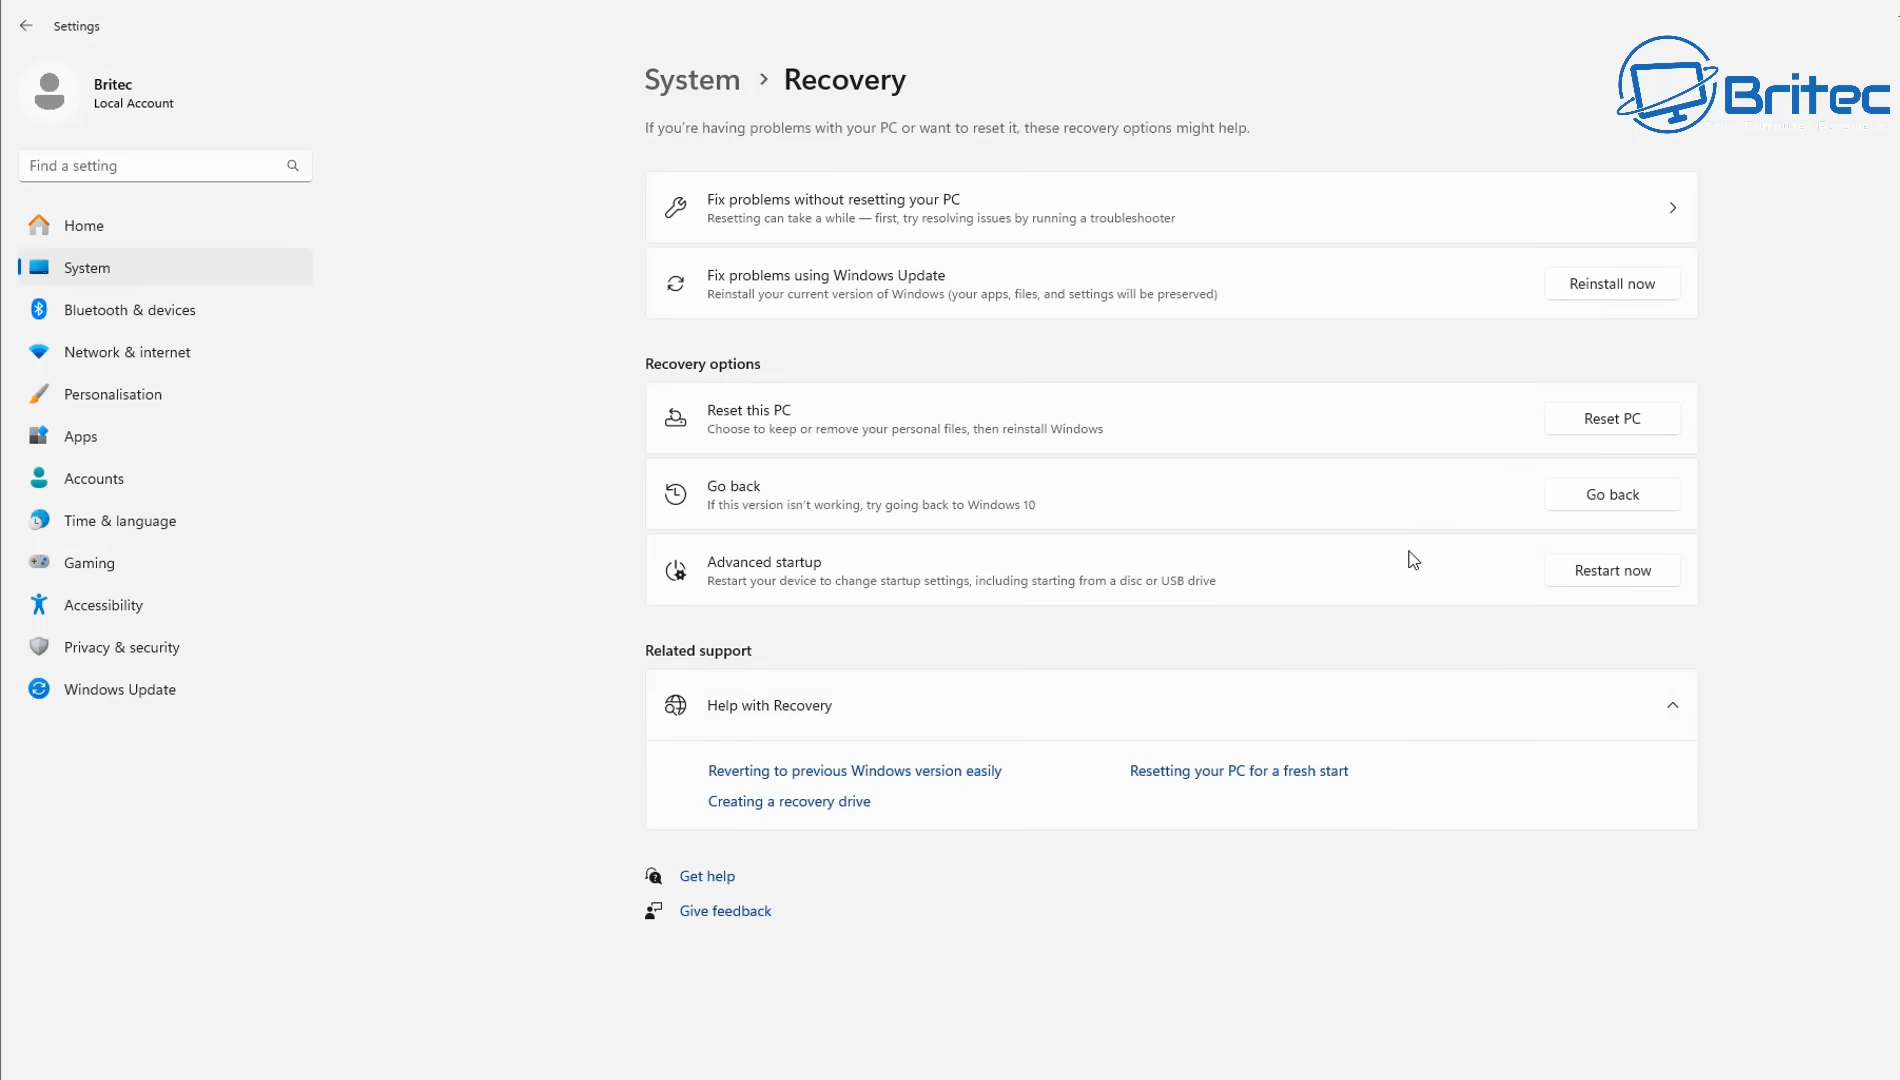 Settings
Britec
Local Account
Find a setting
Home
System
Bluetooth & devices
Network & internet
Personalisation
Apps
Accounts
Time & language
Gaming
Accessibility
Privacy & security
Windows Update
System > Recovery
If you're having problems with your PC or want to reset it, these recovery options might help.
Fix problems without resetting your PC
Resetting can take a while — first, try resolving issues by running a troubleshooter
Fix problems using Windows Update
Reinstall your current version of Windows (your apps, files, and settings will be preserved)
Reinstall now
Recovery options
Reset this PC
Choose to keep or remove your personal files, then reinstall Windows
Reset PC
Go back
If this version isn't working, try going back to Windows 10
Go back
Advanced startup
Restart your device to change startup settings, including starting from a disc or USB drive
Restart now
Related support
Help with Recovery
Reverting to previous Windows version easily
Resetting your PC for a fresh start
Creating a recovery drive
Get help
Give feedback
Britec